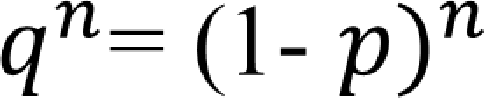 qⁿ= (1- p)ⁿ